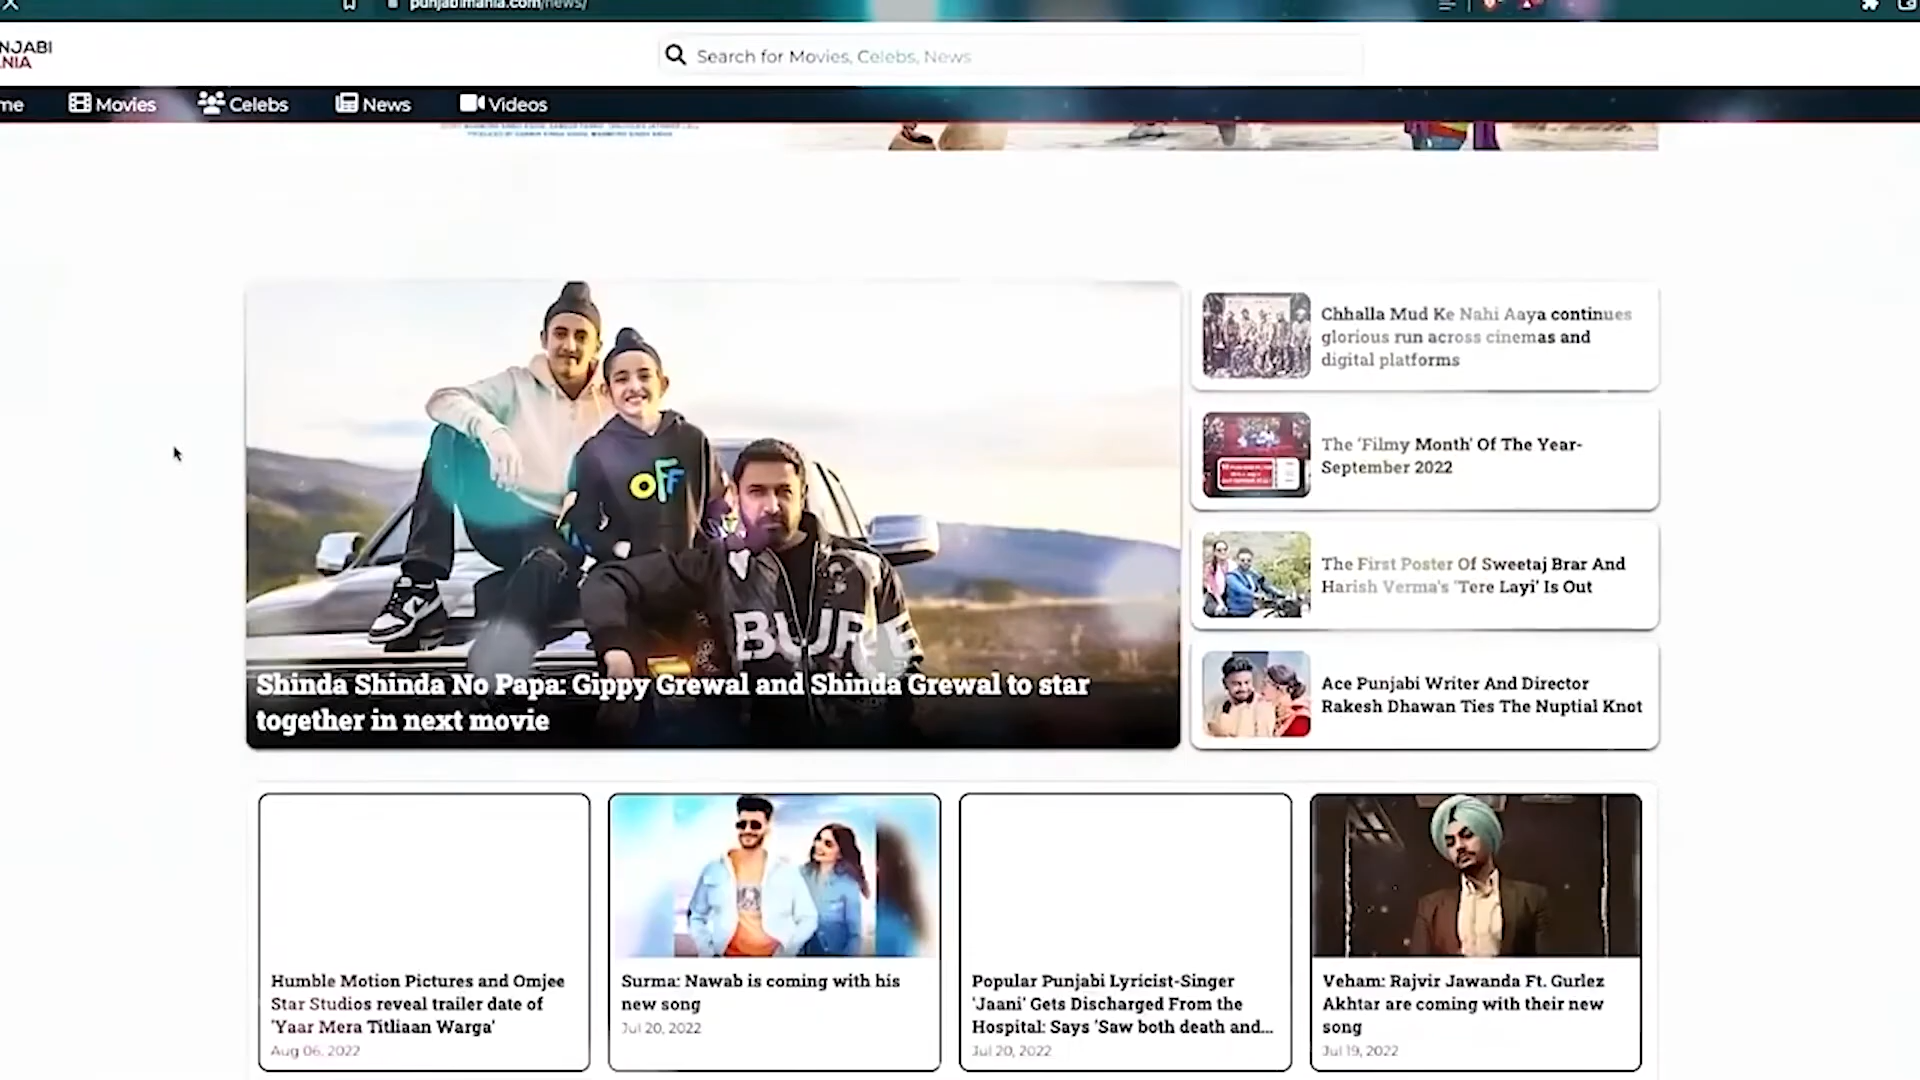 punjabimania.com/news/
NJABI
NIA
Search for Movies, Celebs, News
me
Movies
Celebs
News
Videos
OFF
BURB
Shinda Shinda No Papa: Gippy Grewal and Shinda Grewal to star
together in next movie
Chhalla Mud Ke Nahi Aaya continues
glorious run across cinemas and
digital platforms
The 'Filmy Month' Of The Year-
September 2022
The First Poster Of Sweetaj Brar And
Harish Verma's 'Tere Layi' Is Out
Ace Punjabi Writer And Director
Rakesh Dhawan Ties The Nuptial Knot
Humble Motion Pictures and Omjee
Star Studios reveal trailer date of
'Yaar Mera Titliaan Warga'
Aug 06, 2022
Surma: Nawab is coming with his
new song
Jul 20, 2022
Popular Punjabi Lyricist-Singer
'Jaani' Gets Discharged From the
Hospital: Says 'Saw both death and...
Jul 20, 2022
Veham: Rajvir Jawanda Ft. Gurlez
Akhtar are coming with their new
song
Jul 19, 2022